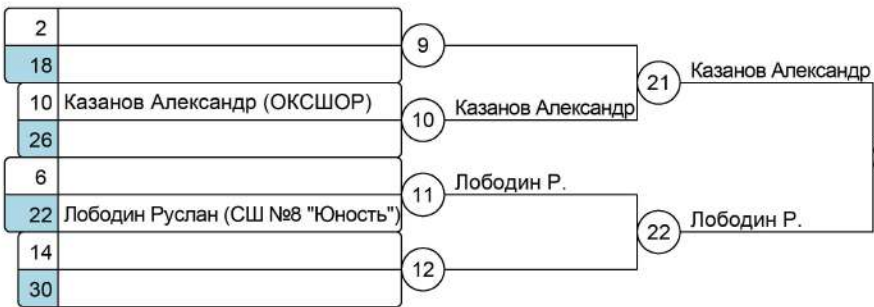 2
9
18
21 Казанов Александр
10 Казанов Александр (ОКСШОР)
10 Казанов Александр
26
6
11 Лободин Р.
22 Лободин Руслан (СШ №8 "Юность")
22 Лободин Р.
14
12
30